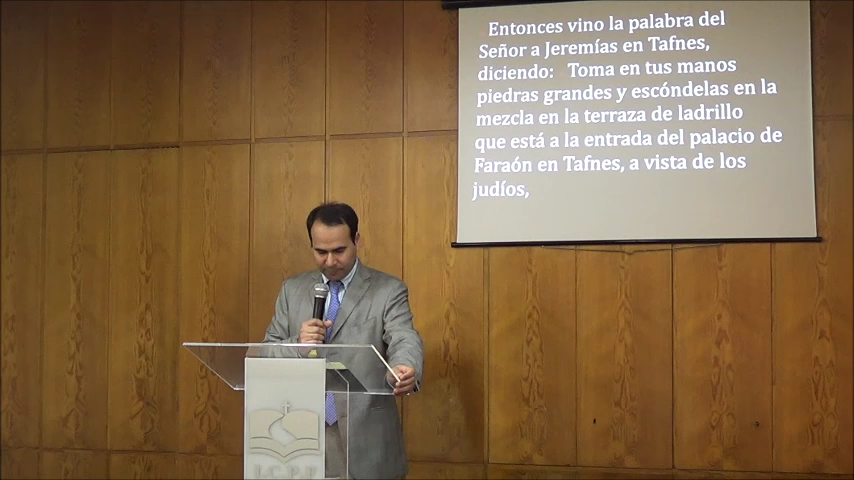 Entonces vino la palabra del
Señor a Jeremías en Tafnes,
diciendo: Toma en tus manos
piedras grandes y escóndelas en la
mezcla en la terraza de ladrillo
que está a la entrada del palacio de
Faraón en Tafnes, a vista de los
judíos,
I.C.P.P